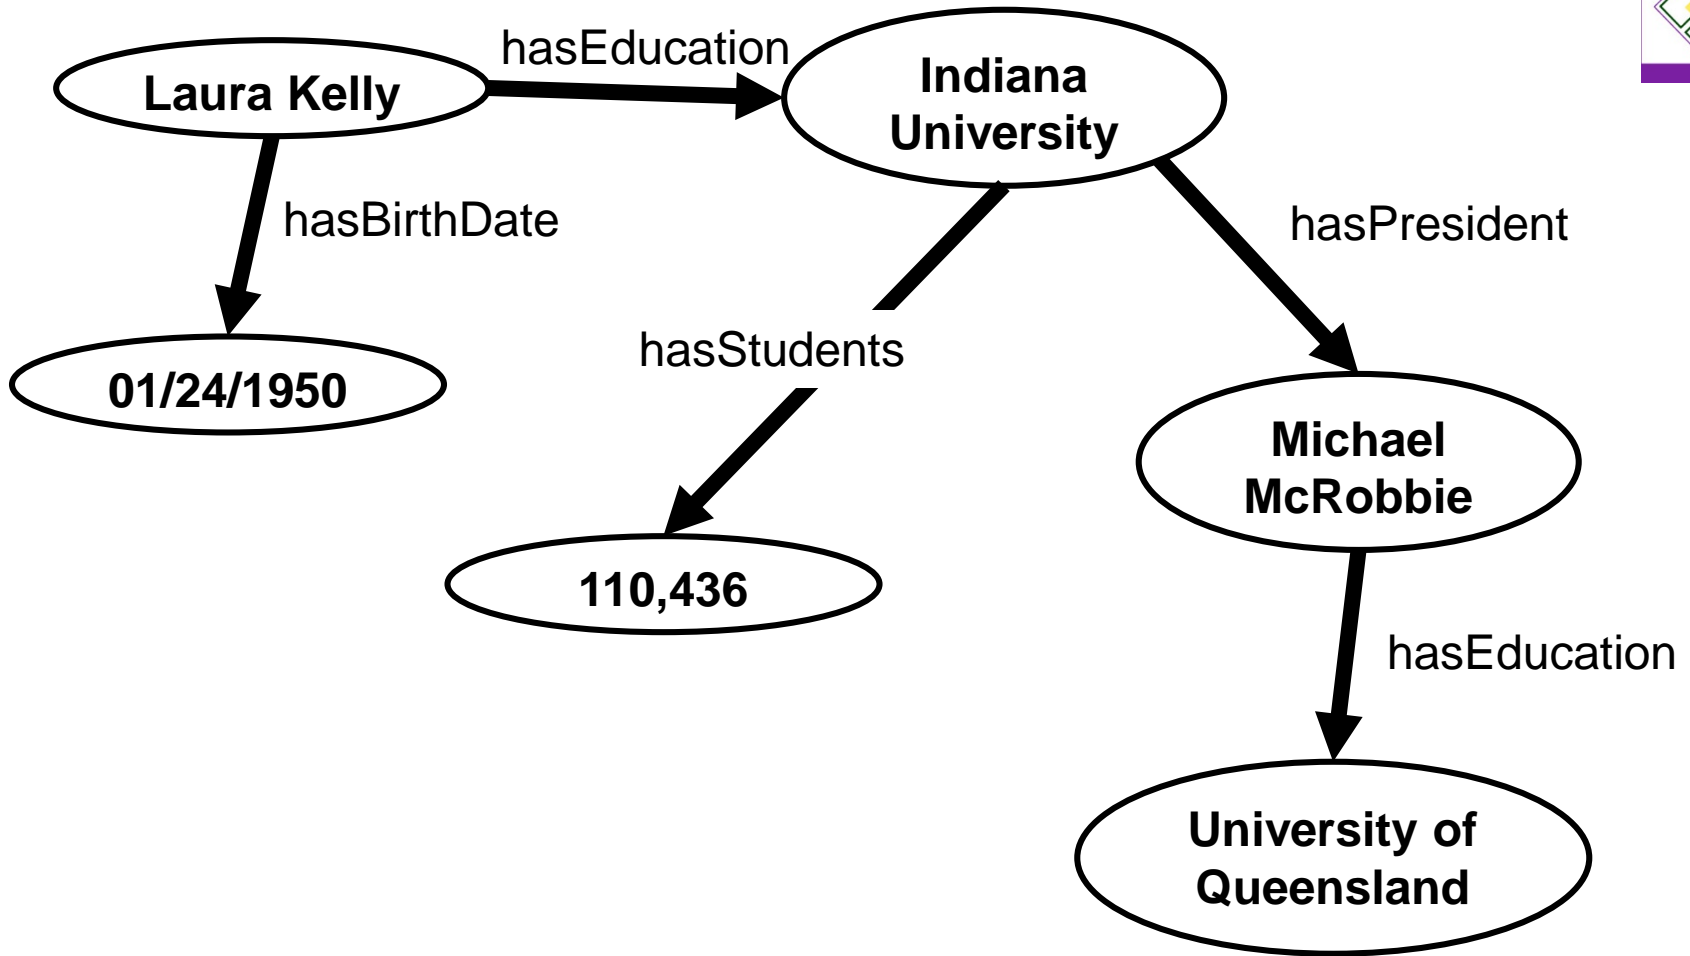 hasEducation
Laura Kelly
Indiana
University
hasBirthDate
hasPresident
hasStudents
01/24/1950
Michael
McRobbie
110,436
hasEducation
University of
Queensland